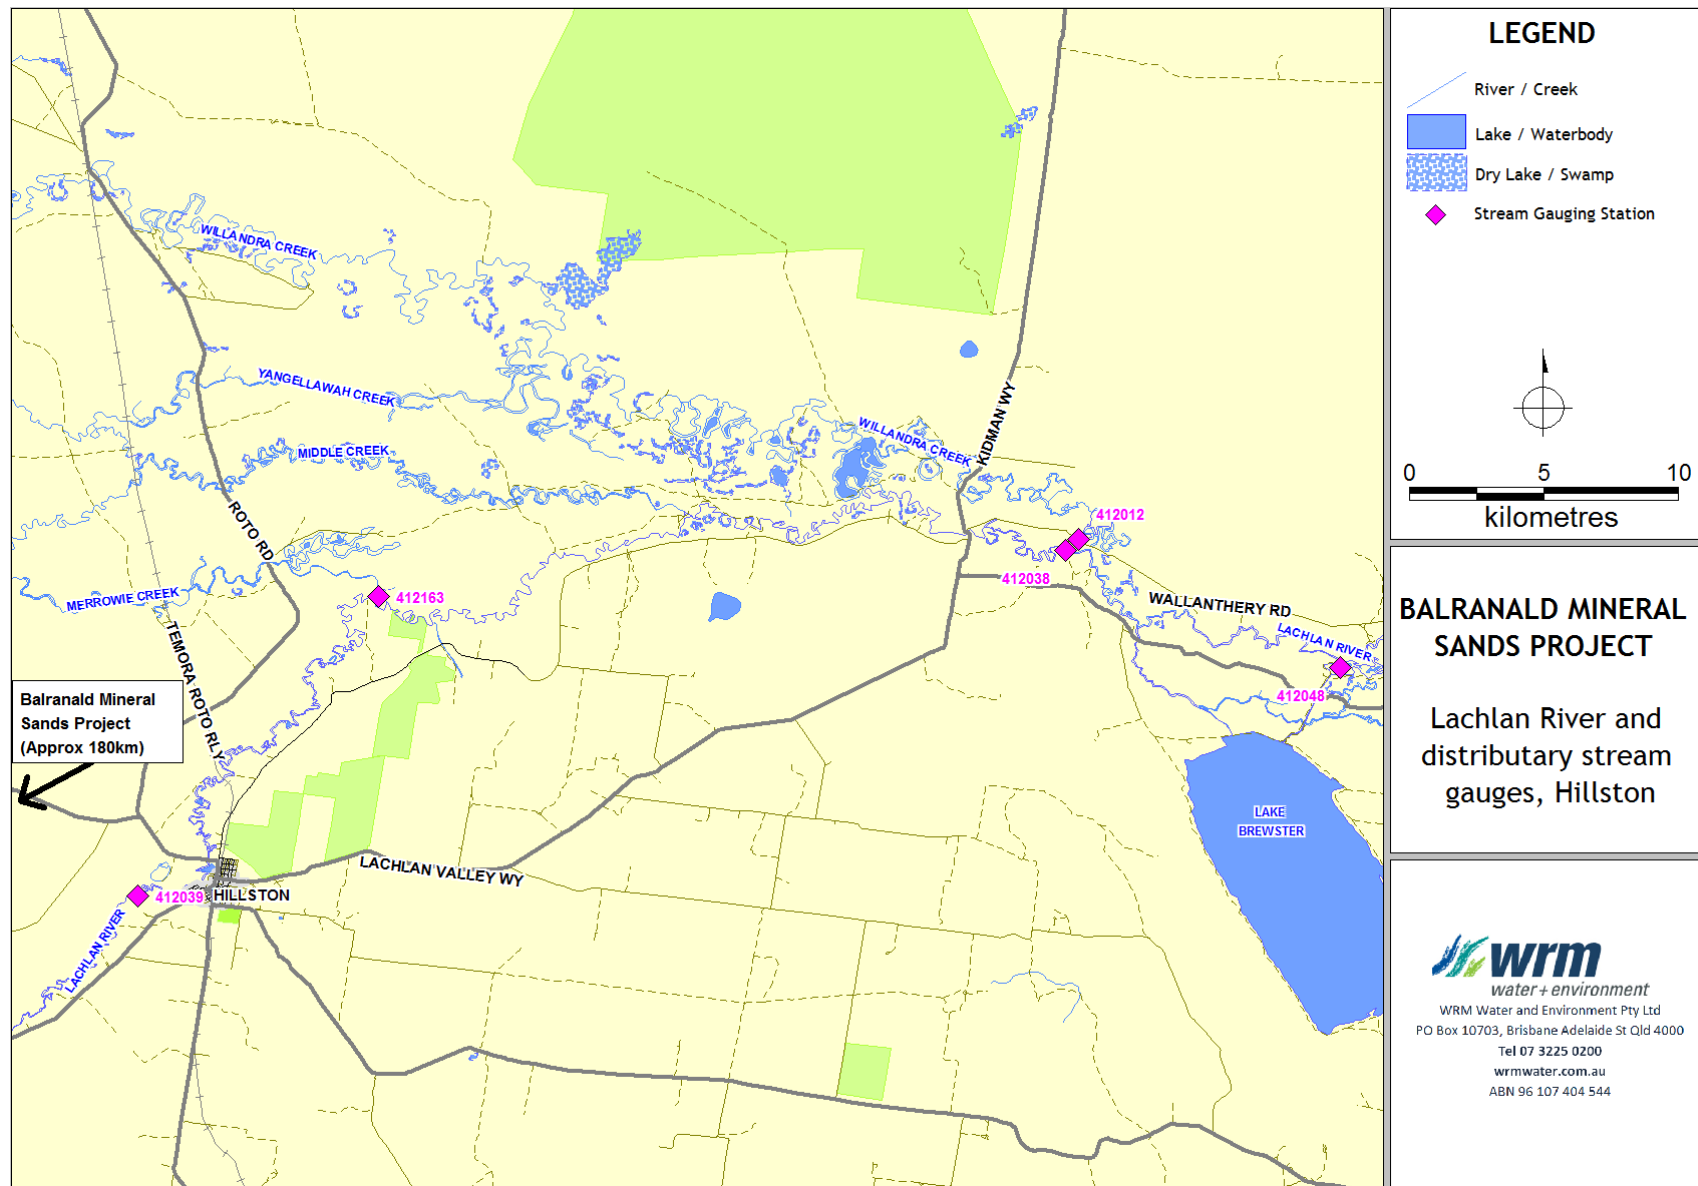 WILLANDRA CREEK
YANGELLAWAH CREEK
MIDDLE CREEK
WILLANDRA CREEK
KIDMAN WY
ROTO RD
412012
412038
MERROWIE CREEK
412163
WALLANTHERY RD
LACHLAN RIVER
TEMORA ROTO RLY
412048
Balranald Mineral
Sands Project
(Approx 180km)
LAKE
BREWSTER
LACHLAN VALLEY WY
412039
HILLSTON
LACHLAN RIVER
LEGEND
River / Creek
Lake / Waterbody
Dry Lake / Swamp
Stream Gauging Station
0 5 10
kilometres
BALRANALD MINERAL
SANDS PROJECT
Lachlan River and
distributary stream
gauges, Hillston
wrm
water+environment
WRM Water and Environment Pty Ltd
PO Box 10703, Brisbane Adelaide St Qld 4000
Tel 07 3225 0200
wrmwater.com.au
ABN 96 107 404 544